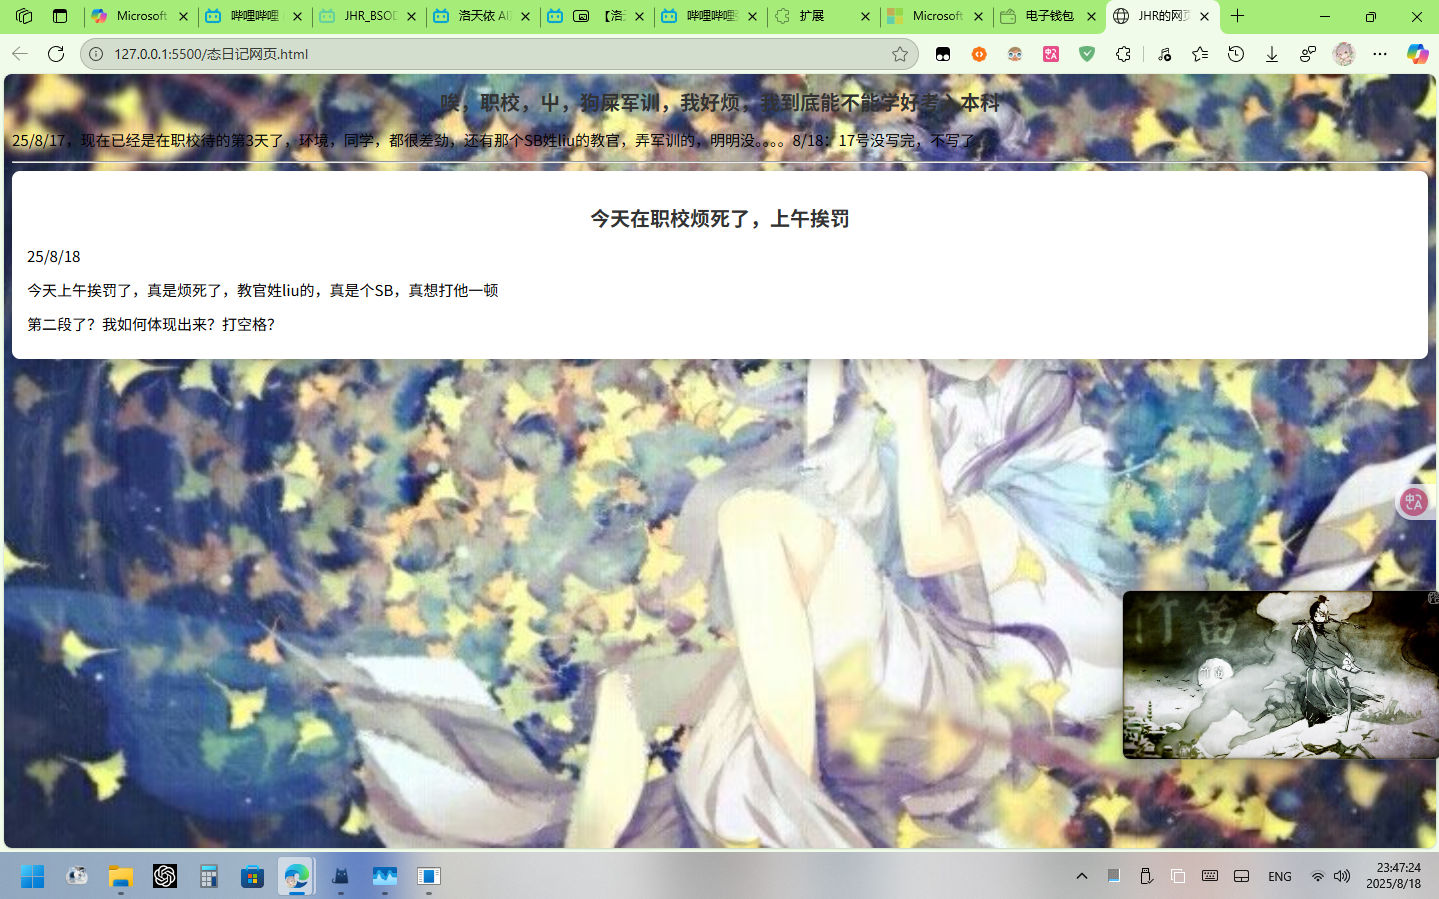 Microsoft
哔哩哔哩
JHR_BSOD
洛天依 AI
【洛
哔哩哔哩
扩展
Microsoft
电子钱包
JHR的网页
127.0.0.1:5500/态日记网页.html
唉，职校，屮，狗屎军训，我好烦，我到底能不能学好考入本科
25/8/17，现在已经是在职校待的第3天了，环境，同学，都很差劲，还有那个SB姓liu的教官，弄军训的，明明没。。。。8/18：17号没写完，不写了
今天在职校烦死了，上午挨罚
25/8/18
今天上午挨罚了，真是烦死了，教官姓liu的，真是个SB，真想打他一顿
第二段了？我如何体现出来？打空格？
竹笛
竹笛
ENG
23:47:24
2025/8/18